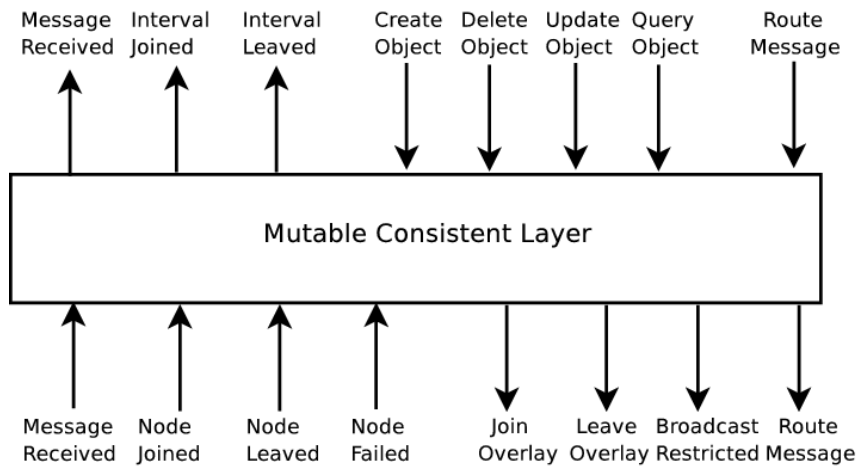 Message Interval Interval Create Delete Update Query Route
Received Joined Leaved Object Object Object Object Message
Mutable Consistent Layer
Message Node Node Node Join Leave Broadcast Route
Received Joined Leaved Failed Overlay Overlay Restricted Message